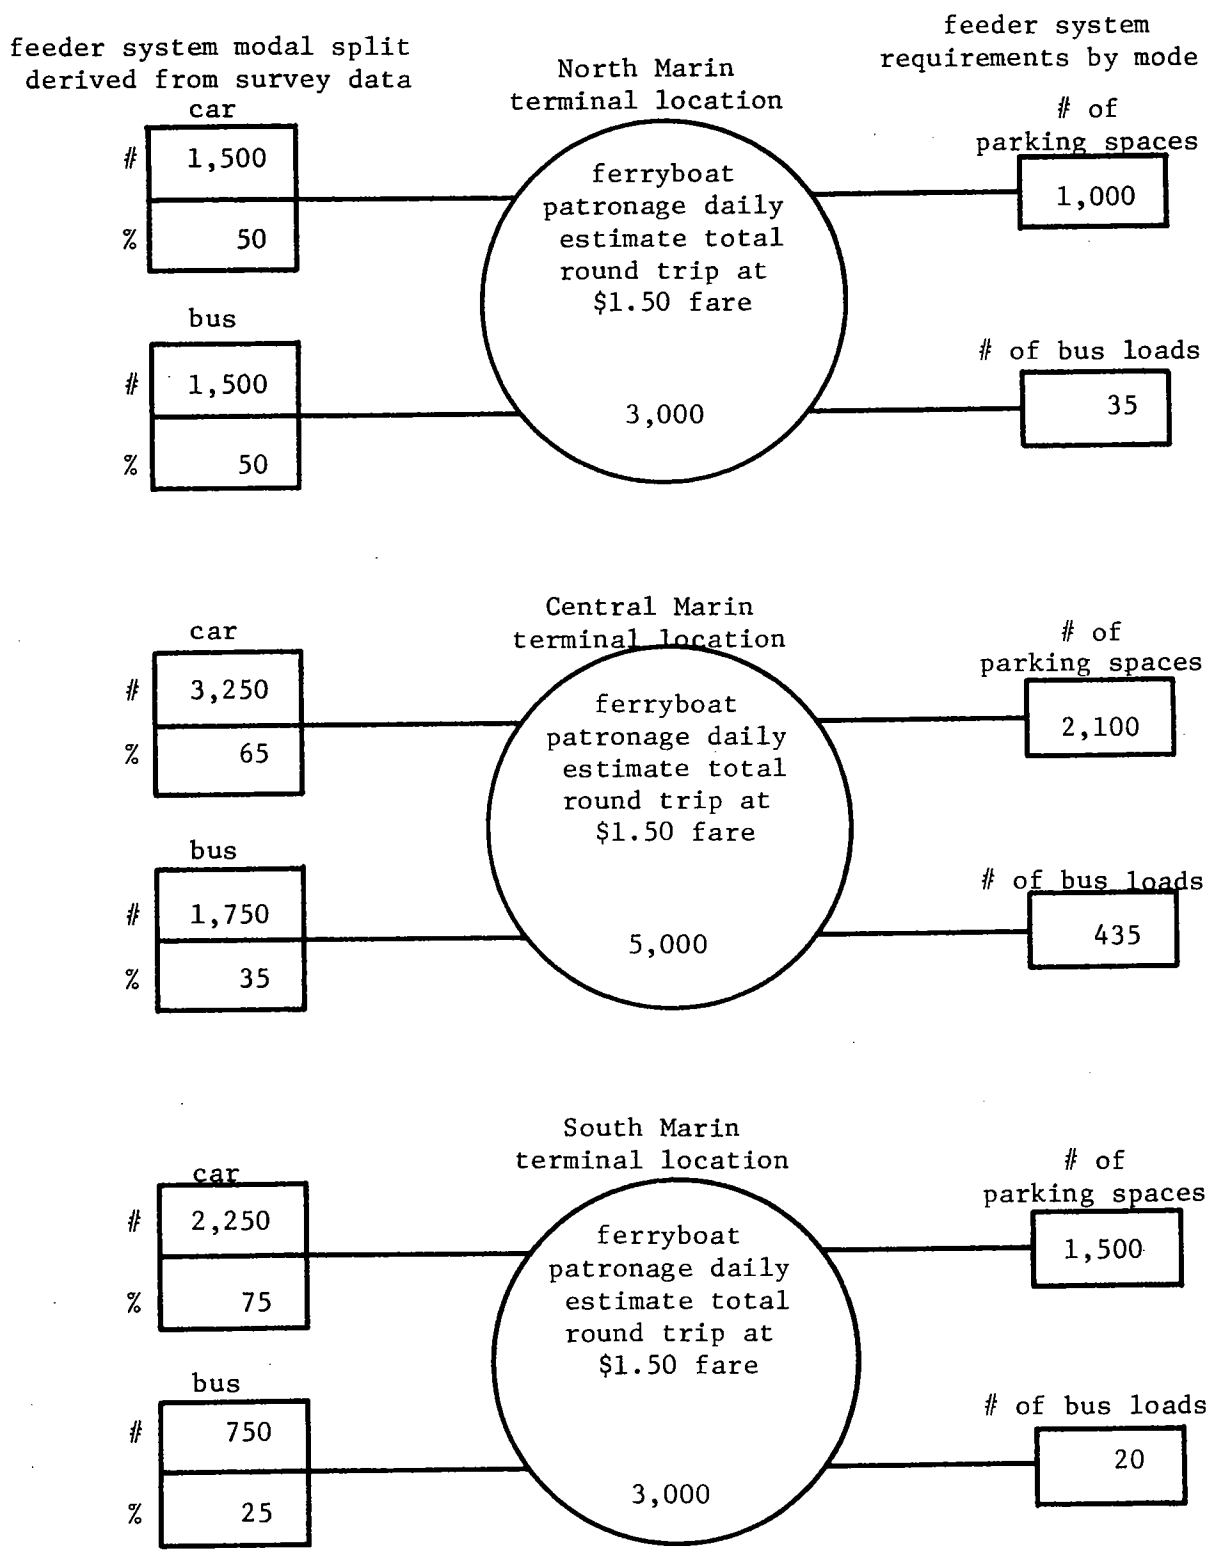 feeder system modal split
derived from survey data
feeder system
requirements by mode
North Marin
terminal location
car
# 1,500
% 50
bus
# 1,500
% 50
ferryboat
patronage daily
estimate total
round trip at
$1.50 fare
3,000
# of
parking spaces
1,000
# of bus loads
35
Central Marin
terminal location
car
# 3,250
% 65
bus
# 1,750
% 35
ferryboat
patronage daily
estimate total
round trip at
$1.50 fare
5,000
# of
parking spaces
2,100
# of bus loads
435
South Marin
terminal location
car
# 2,250
% 75
bus
# 750
% 25
ferryboat
patronage daily
estimate total
round trip at
$1.50 fare
3,000
# of
parking spaces
1,500
# of bus loads
20